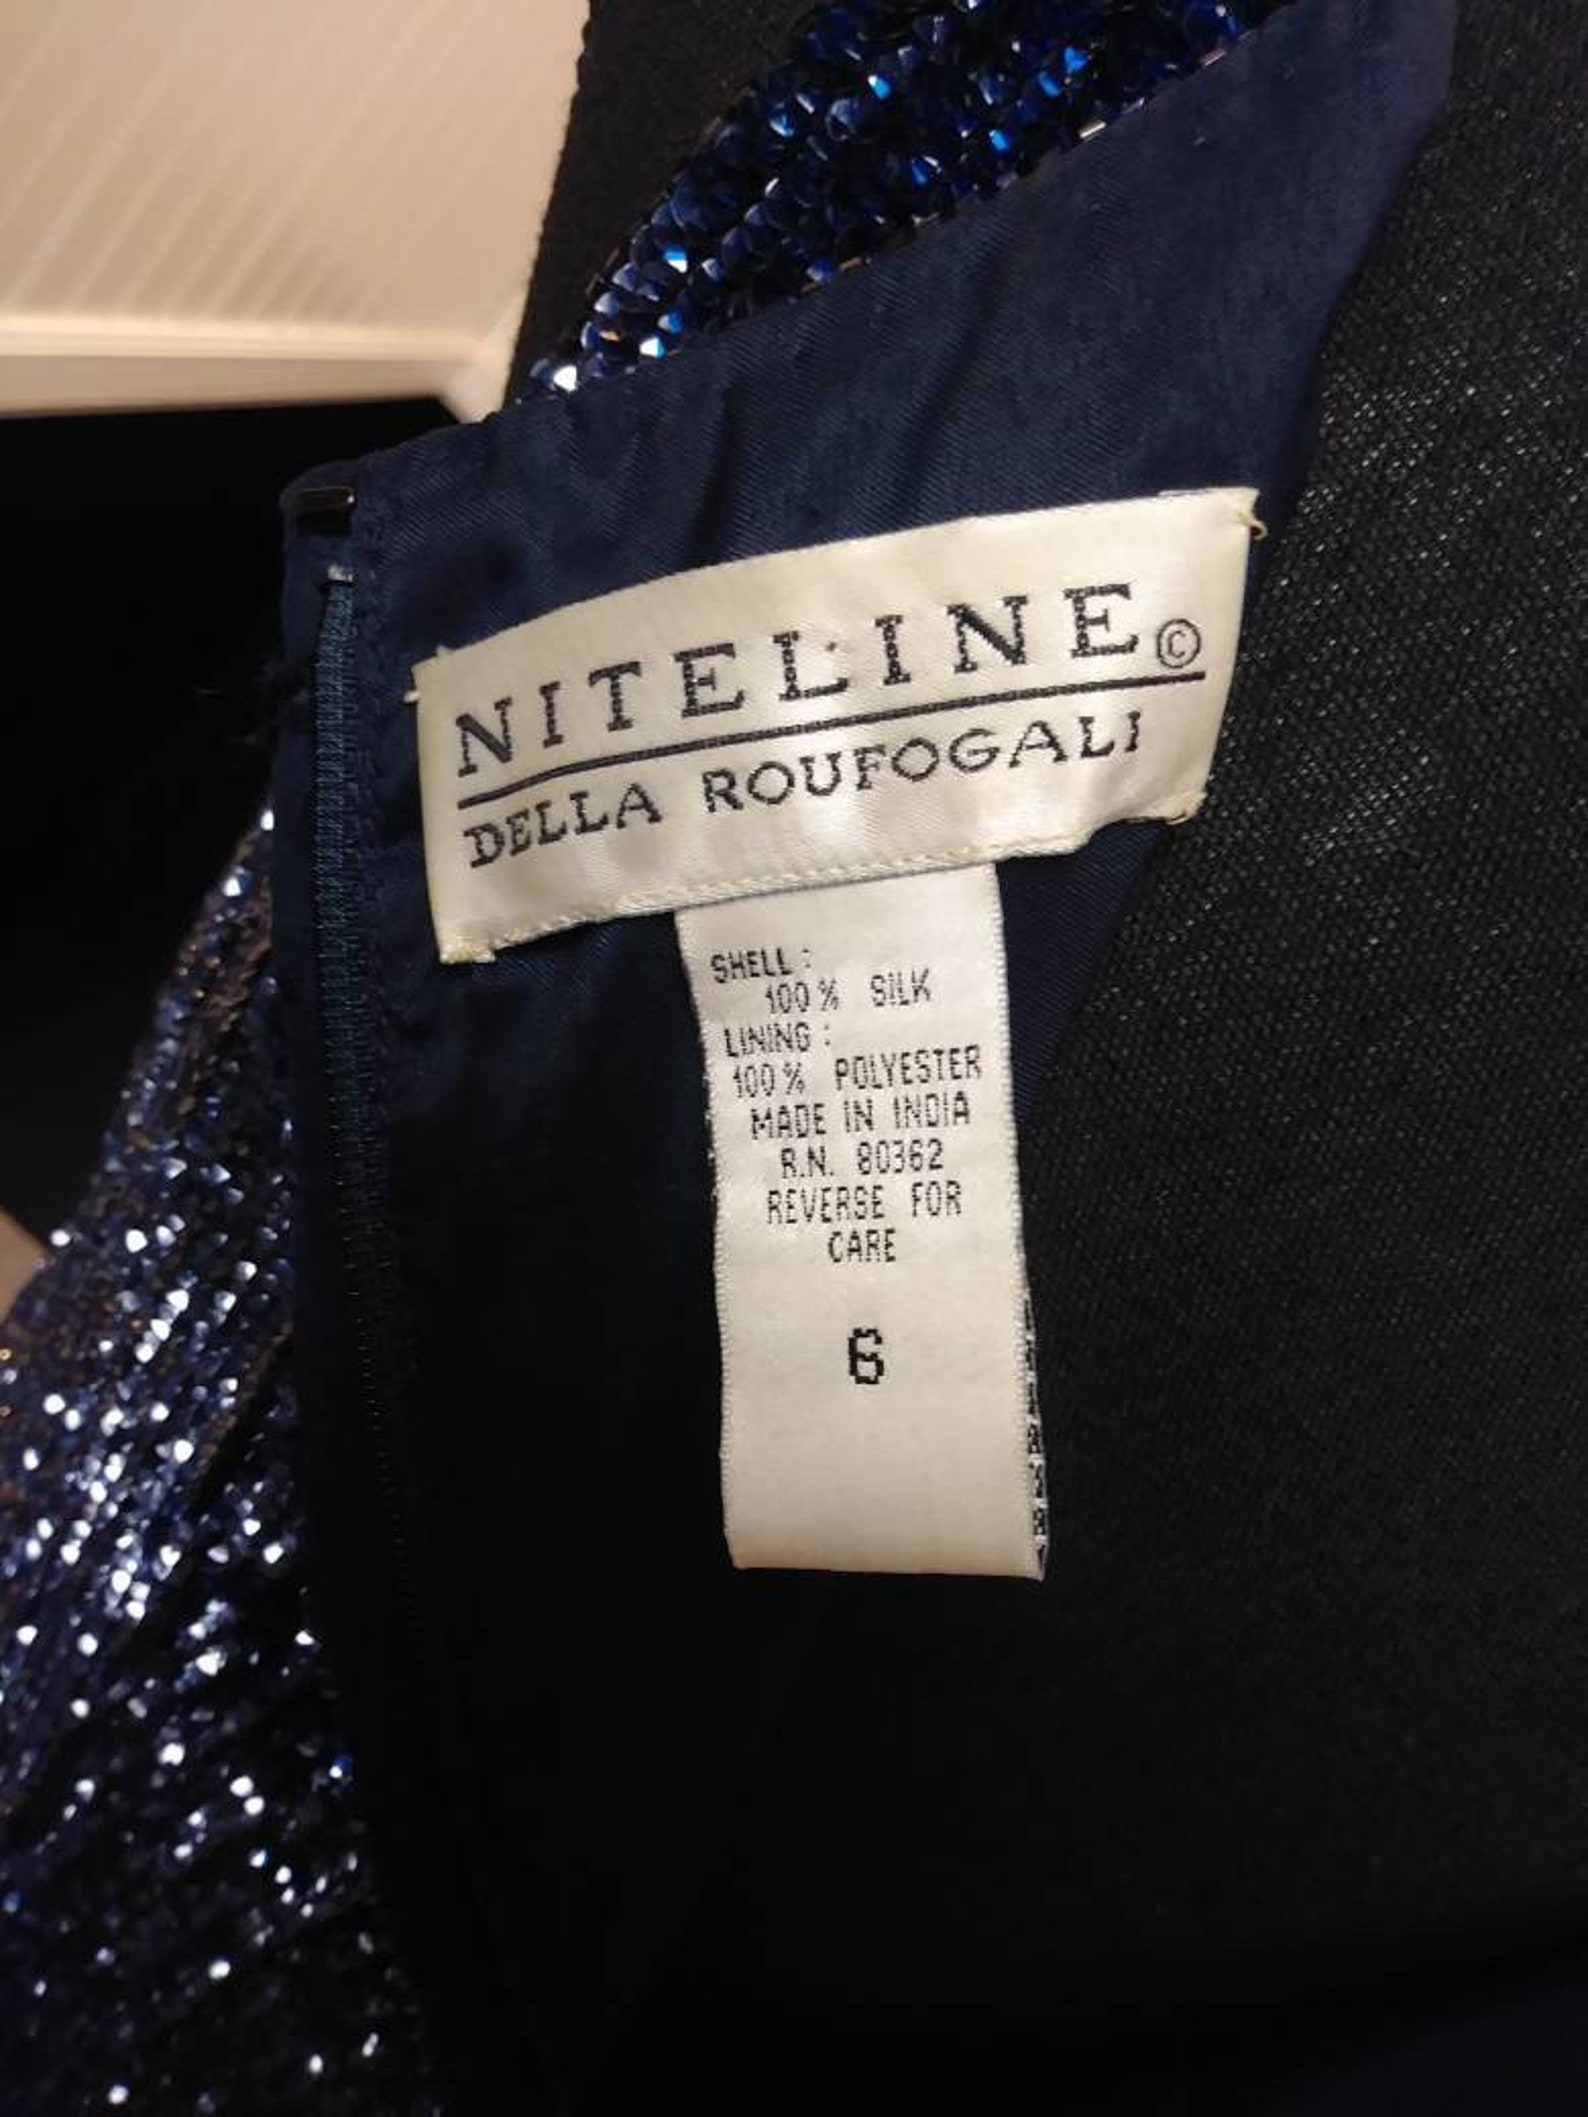 NITELINE ©
DELLA ROUFOGALI
SHELL :
100 % SILK
LINING :
100 % POLYESTER
MADE IN INDIA
R.N. 80362
REVERSE FOR
CARE
6